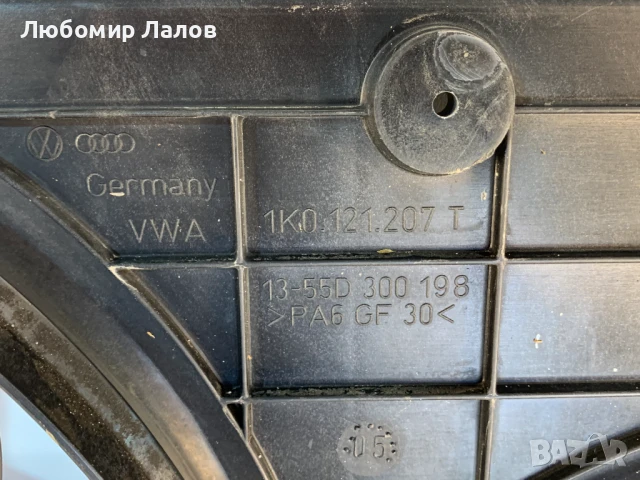 Любомир Лалов
Germany
VWA
1K0.121.207 T
13-55D 300 198
>PA6 GF 30<
05
BAZAR